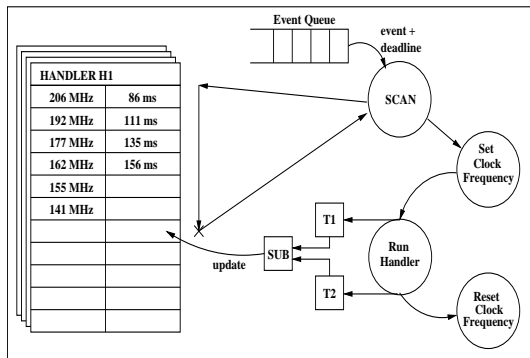 Event Queue
event +
deadline
HANDLER H1
206 MHz 86 ms
192 MHz 111 ms
177 MHz 135 ms
162 MHz 156 ms
155 MHz
141 MHz
SCAN
Set
Clock
Frequency
T1
SUB
update
T2
Run
Handler
Reset
Clock
Frequency